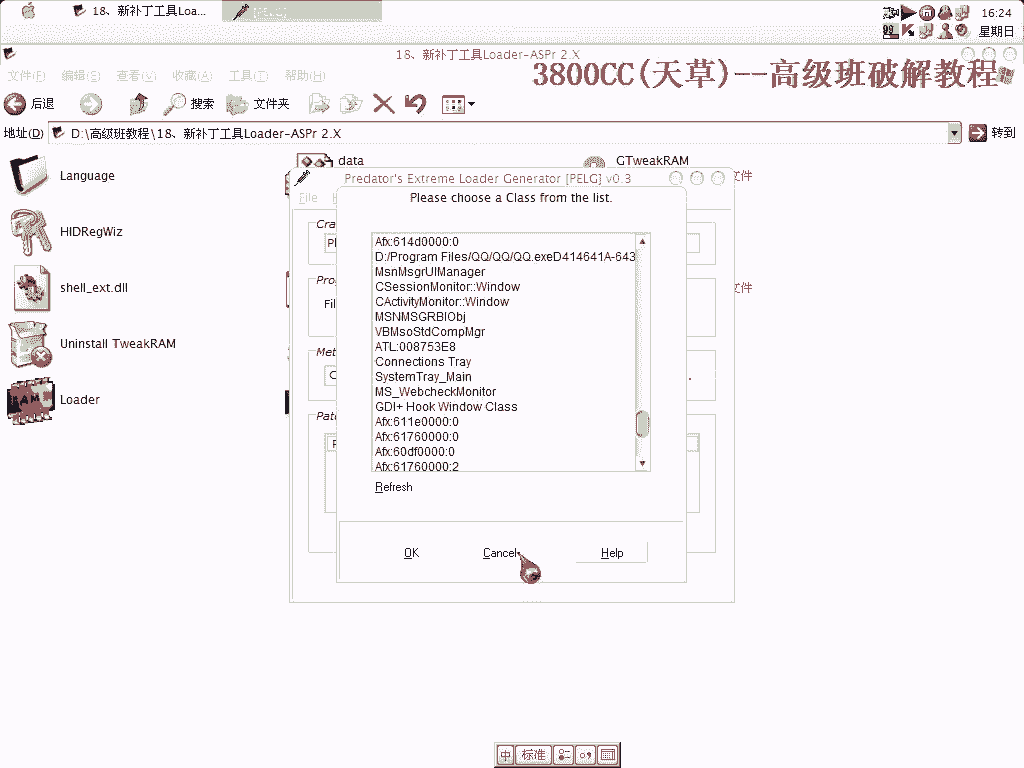 18、新补丁工具Loa...
[PELG]
16:24
星期日
18、新补丁工具Loader-ASPr 2.X
文件(F) 编辑(E) 查看(V) 收藏(A) 工具(T) 帮助(H)
3800CC(天草)--高级班破解教程
后退 搜索 文件夹
地址(D) D:\高级班教程\18、新补丁工具Loader-ASPr 2.X 转到
Language
HIDRegWiz
shell_ext.dll
Uninstall TweakRAM
Loader
data
GTweakRAM
文件
文件
Predator's Extreme Loader Generator [PELG] v0.3
File
Please choose a Class from the list.
Cra
Pro
Fil
Met
Pat
Afx:614d0000:0
D:/Program Files/QQ/QQ/QQ.exeD414641A-643
MsnMsgrUIManager
CSessionMonitor::Window
CActivityMonitor::Window
MSNMSGRBIObj
VBMsoStdCompMgr
ATL:008753E8
Connections Tray
SystemTray_Main
MS_WebcheckMonitor
GDI+ Hook Window Class
Afx:611e0000:0
Afx:61760000:0
Afx:60df0000:0
Afx:61760000:2
Refresh
OK Cancel Help
中 标准